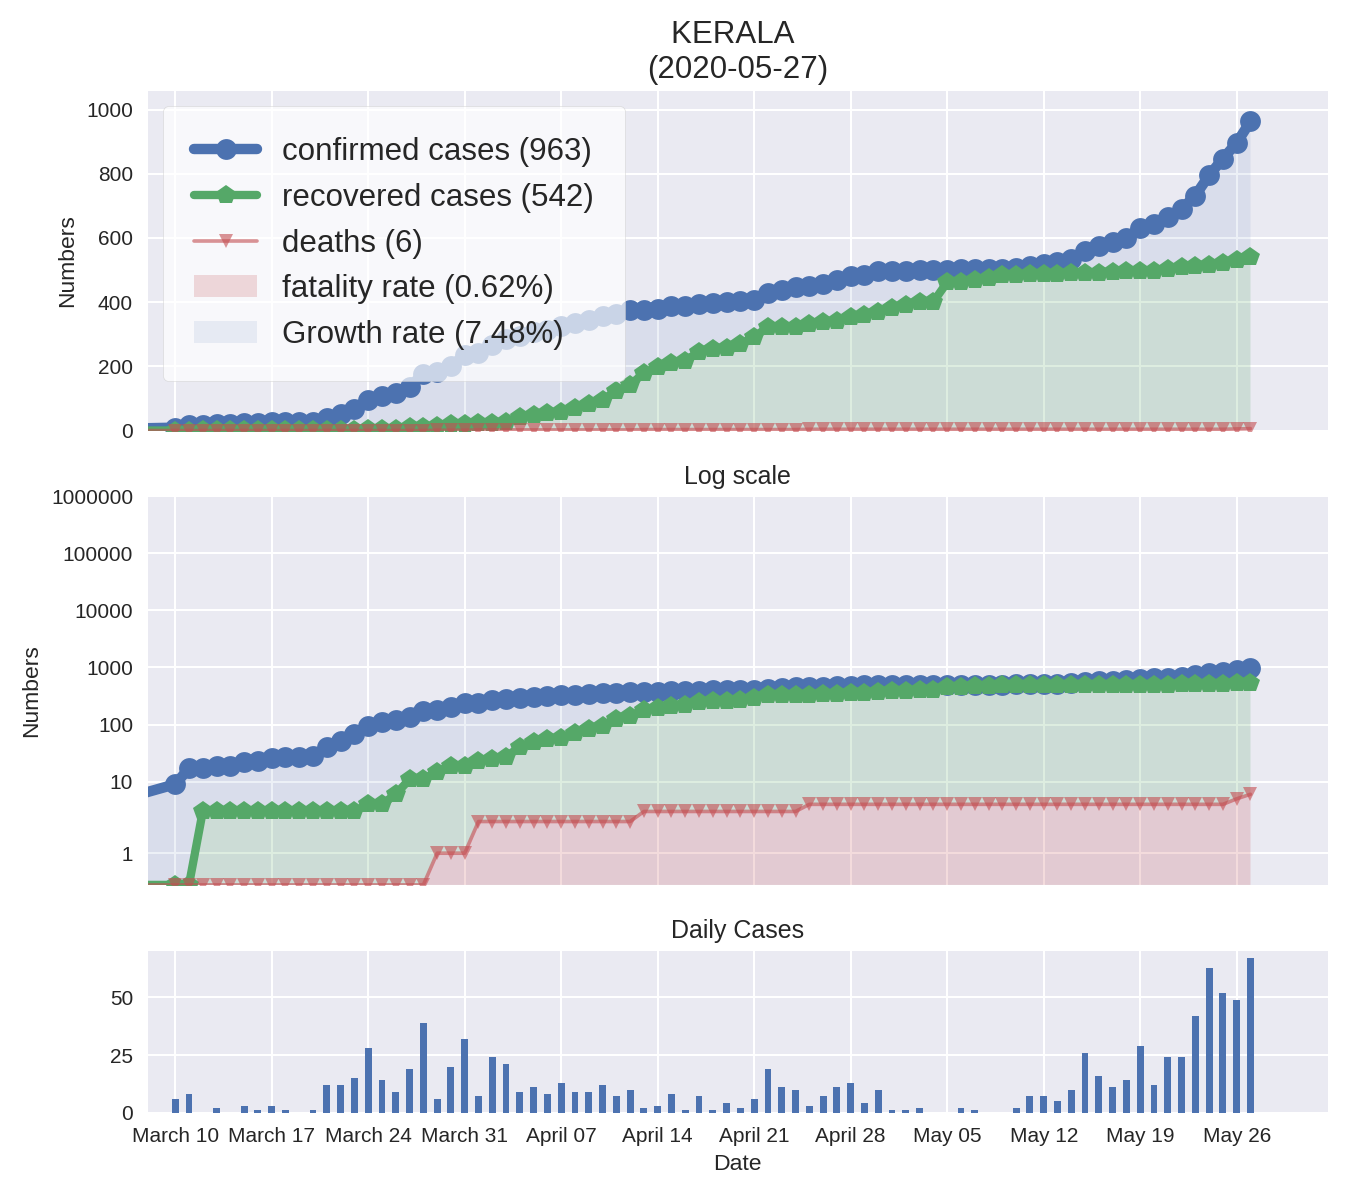 KERALA
(2020-05-27)
1000
800
600
400
200
0
Numbers
confirmed cases (963)
recovered cases (542)
deaths (6)
fatality rate (0.62%)
Growth rate (7.48%)
Log scale
1000000
100000
10000
1000
100
10
1
Numbers
Daily Cases
50
25
0
March 10 March 17 March 24 March 31 April 07 April 14 April 21 April 28 May 05 May 12 May 19 May 26
Date